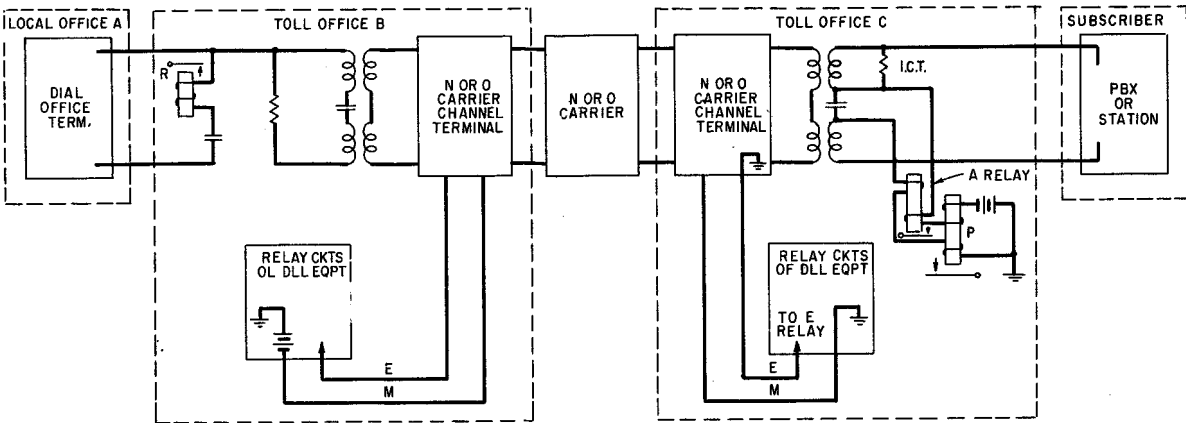 LOCAL OFFICE A
DIAL
OFFICE
TERM.
TOLL OFFICE B
R
N OR O
CARRIER
CHANNEL
TERMINAL
RELAY CKTS
OL DLL EQPT
E
M
N OR O
CARRIER
TOLL OFFICE C
N OR O
CARRIER
CHANNEL
TERMINAL
I.C.T.
A RELAY
P
RELAY CKTS
OF DLL EQPT
TO E
RELAY
E
M
SUBSCRIBER
PBX
OR
STATION